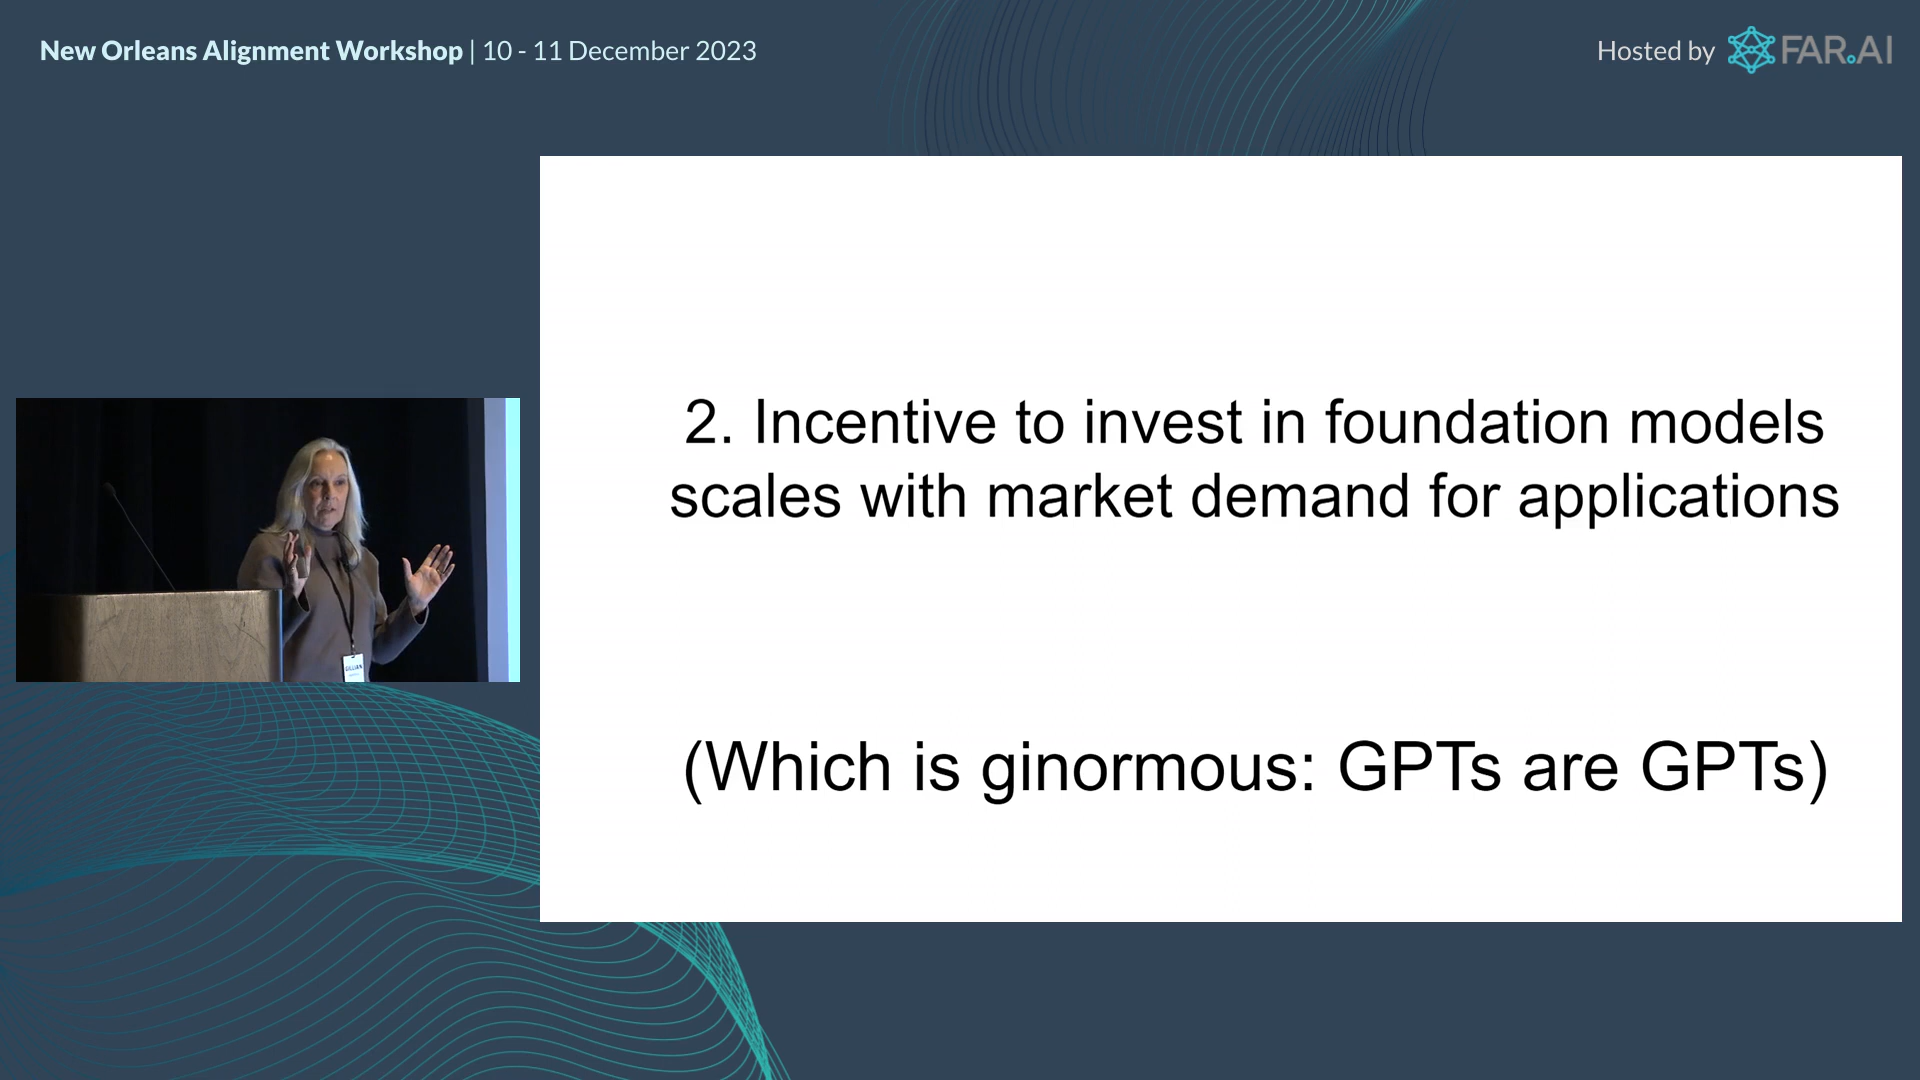 New Orleans Alignment Workshop | 10 - 11 December 2023
Hosted by FAR.AI
2. Incentive to invest in foundation models
scales with market demand for applications
(Which is ginormous: GPTs are GPTs)
GILLIAN